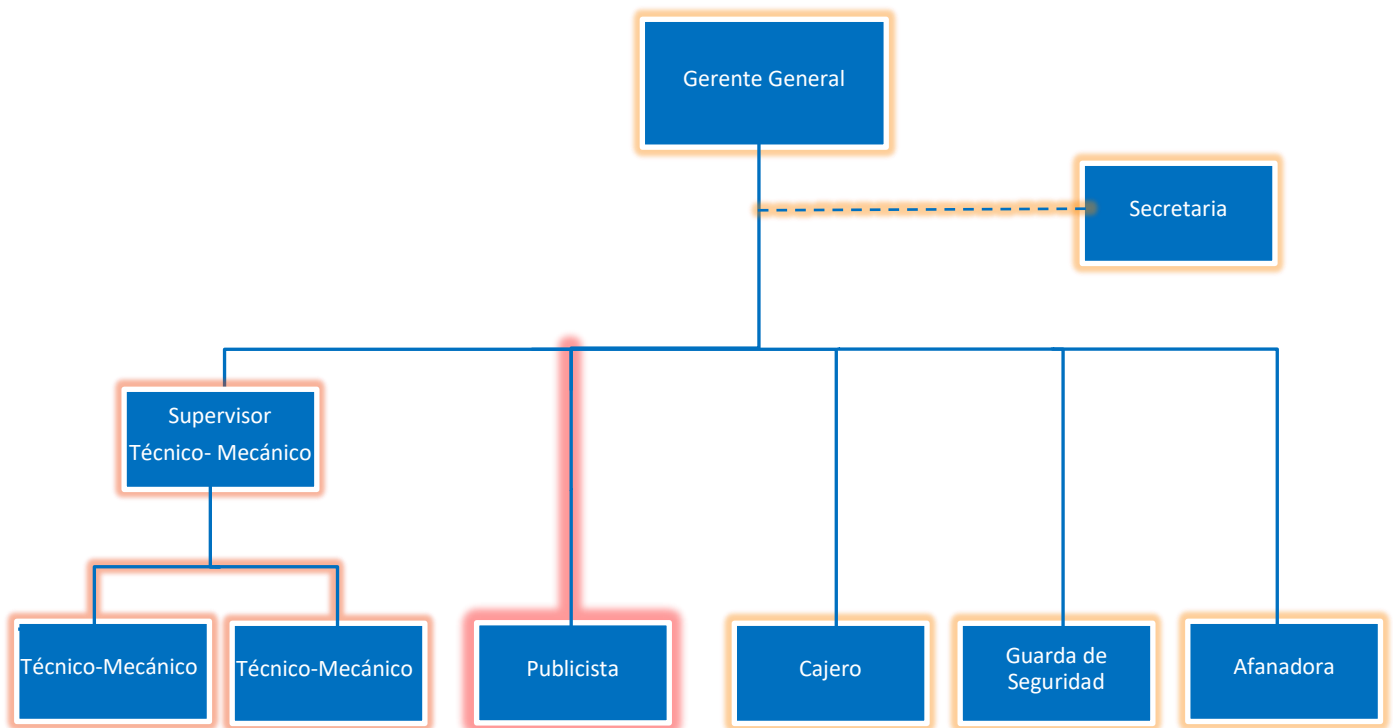 Gerente General
Secretaria
Supervisor
Técnico- Mecánico
Técnico-Mecánico
Técnico-Mecánico
Publicista
Cajero
Guarda de
Seguridad
Afanadora